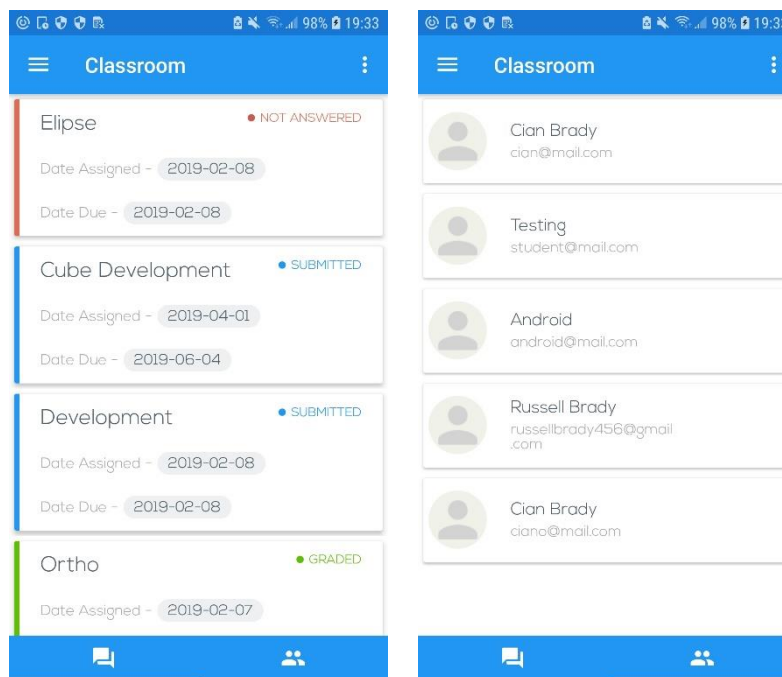 98% 19:33
Classroom
Elipse
NOT ANSWERED
Date Assigned - 2019-02-08
Date Due - 2019-02-08
Cube Development
SUBMITTED
Date Assigned - 2019-04-01
Date Due - 2019-06-04
Development
SUBMITTED
Date Assigned - 2019-02-08
Date Due - 2019-02-08
Ortho
GRADED
Date Assigned - 2019-02-07
98% 19:33
Classroom
Cian Brady
cian@mail.com
Testing
student@mail.com
Android
android@mail.com
Russell Brady
russellbrady456@gmail
.com
Cian Brady
ciano@mail.com